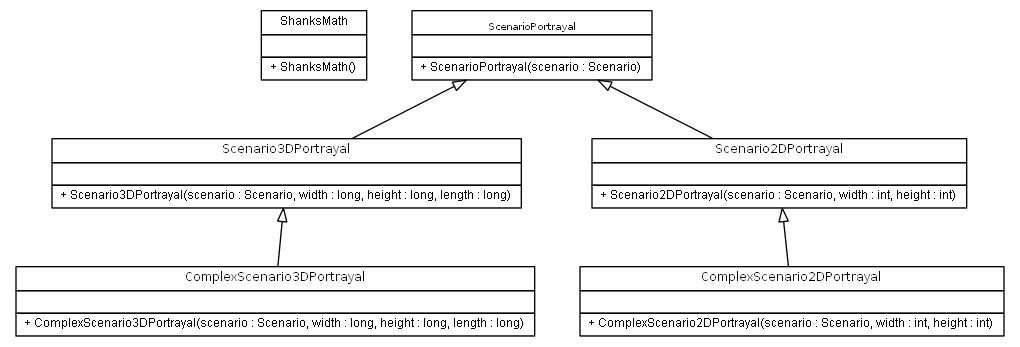 ShanksMath
+ ShanksMath()
ScenarioPortrayal
+ ScenarioPortrayal(scenario : Scenario)
Scenario3DPortrayal
+ Scenario3DPortrayal(scenario : Scenario, width : long, height : long, length : long)
Scenario2DPortrayal
+ Scenario2DPortrayal(scenario : Scenario, width : int, height : int)
ComplexScenario3DPortrayal
+ ComplexScenario3DPortrayal(scenario : Scenario, width : long, height : long, length : long)
ComplexScenario2DPortrayal
+ ComplexScenario2DPortrayal(scenario : Scenario, width : int, height : int)